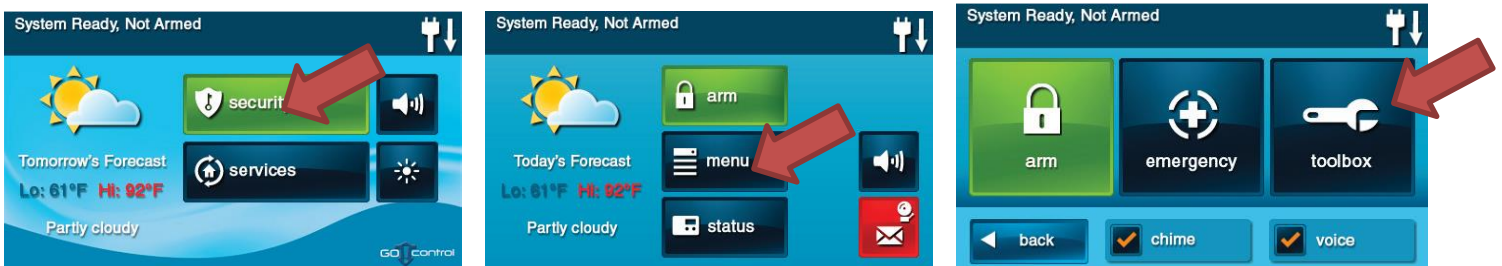 System Ready, Not Armed
security
services
Tomorrow's Forecast
Lo: 61°F Hi: 92°F
Partly cloudy
GO Control
System Ready, Not Armed
arm
menu
status
Today's Forecast
Lo: 61°F Hi: 92°F
Partly cloudy
System Ready, Not Armed
arm
emergency
toolbox
back
chime
voice